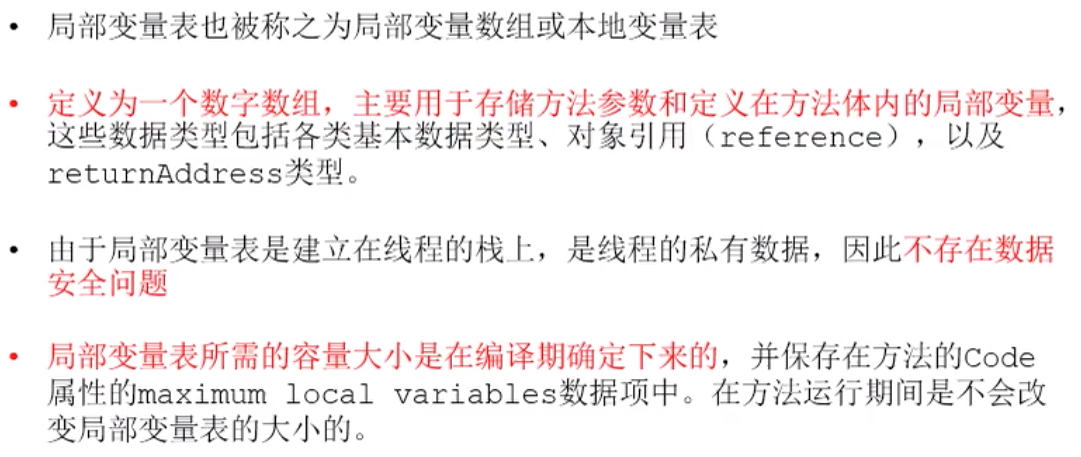 • 局部变量表也被称之为局部变量数组或本地变量表
• 定义为一个数字数组，主要用于存储方法参数和定义在方法体内的局部变量，
这些数据类型包括各类基本数据类型、对象引用（reference），以及
returnAddress类型。
• 由于局部变量表是建立在线程的栈上，是线程的私有数据，因此不存在数据
安全问题
• 局部变量表所需的容量大小是在编译期确定下来的，并保存在方法的Code
属性的maximum local variables数据项中。在方法运行期间是不会改
变局部变量表的大小的。